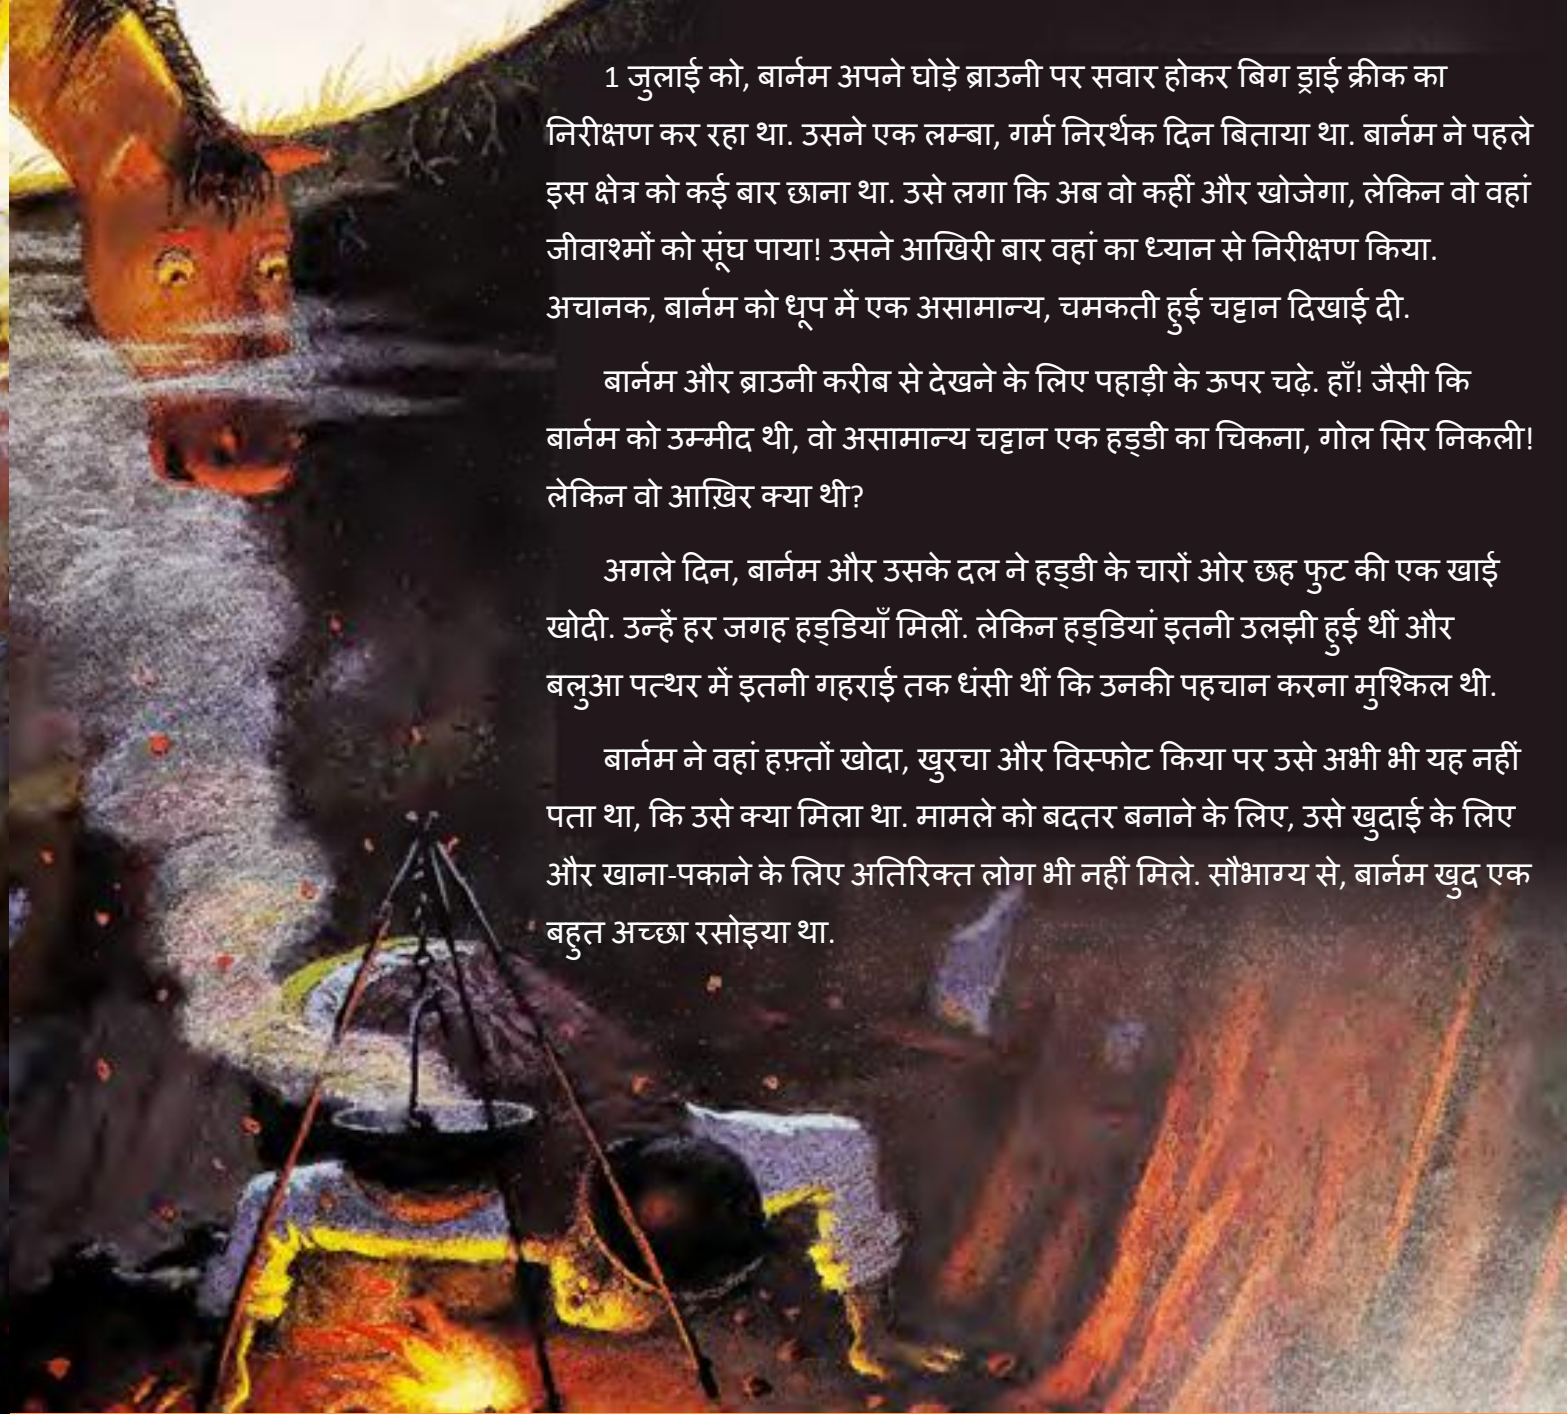 1 जुलाई को, बार्नम अपने घोड़े ब्राउनी पर सवार होकर बिग ड्राई क्रीक का
निरीक्षण कर रहा था. उसने एक लम्बा, गर्म निरर्थक दिन बिताया था. बार्नम ने पहले
इस क्षेत्र को कई बार छाना था. उसे लगा कि अब वो कहीं और खोजेगा, लेकिन वो वहां
जीवाश्मों को सूंघ पाया! उसने आखिरी बार वहां का ध्यान से निरीक्षण किया.
अचानक, बार्नम को धूप में एक असामान्य, चमकती हुई चट्टान दिखाई दी.
बार्नम और ब्राउनी करीब से देखने के लिए पहाड़ी के ऊपर चढ़े. हाँ! जैसी कि
बार्नम को उम्मीद थी, वो असामान्य चट्टान एक हड्डी का चिकना, गोल सिर निकली!
लेकिन वो आख़िर क्या थी?
अगले दिन, बार्नम और उसके दल ने हड्डी के चारों ओर छह फुट की एक खाई
खोदी. उन्हें हर जगह हड्डियाँ मिलीं. लेकिन हड्डियां इतनी उलझी हुई थीं और
बलुआ पत्थर में इतनी गहराई तक धंसी थीं कि उनकी पहचान करना मुश्किल थी.
बार्नम ने वहां हफ़्तों खोदा, खुरचा और विस्फोट किया पर उसे अभी भी यह नहीं
पता था, कि उसे क्या मिला था. मामले को बदतर बनाने के लिए, उसे खुदाई के लिए
और खाना-पकाने के लिए अतिरिक्त लोग भी नहीं मिले. सौभाग्य से, बार्नम खुद एक
बहुत अच्छा रसोइया था.